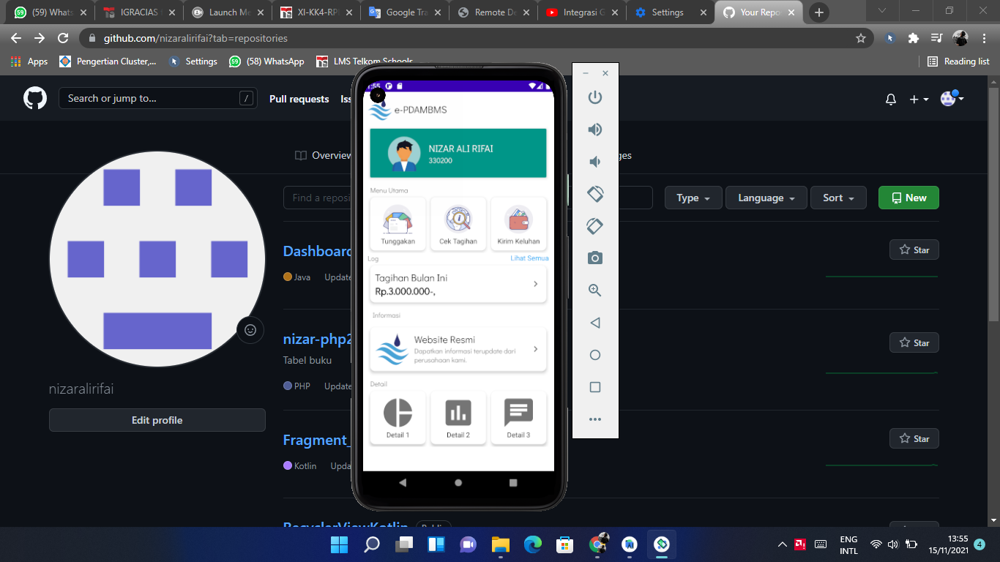 (59) Whats
IGRACIAS
Launch Me
XI-KK4-RP
Google Tra
Remote De
Integrasi G
Settings
Your Repo
github.com/nizaralirifai?tab=repositories
Apps
Pengertian Cluster,...
Settings
(58) WhatsApp
LMS Telkom Schools
Reading list
Search or jump to...
/
Pull requests
Iss
Overview
ges
Find a reposi
Type
Language
Sort
New
Dashboard
Star
Java
Update
nizar-php2
Star
Tabel buku
PHP
Update
Fragment_
Star
Kotlin
Upda
RecyclerViewKotlin
nizaralirifai
Edit profile
1:55
e-PDAMBMS
NIZAR ALI RIFAI
330200
Menu Utama
Tunggakan
Cek Tagihan
Kirim Keluhan
Log
Lihat Semua
Tagihan Bulan Ini
Rp.3.000.000-,
Informasi
Website Resmi
Dapatkan informasi terupdate dari
perusahaan kami.
Detail
Detail 1
Detail 2
Detail 3
ENG
INTL
13:55
15/11/2021
4